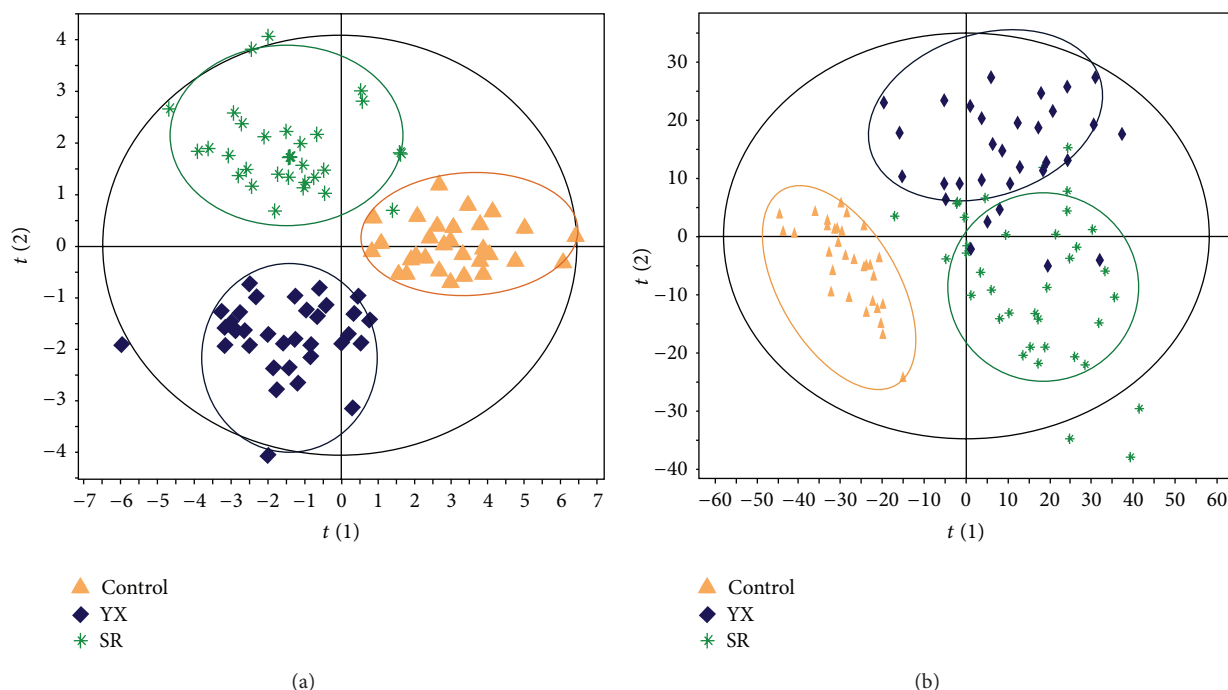 4
3
2
1
0
−1
−2
−3
−4
t (2)
−7 −6 −5 −4 −3 −2 −1 0 1 2 3 4 5 6 7
t (1)
Control
YX
SR
(a)
30
20
10
0
−10
−20
−30
−40
t (2)
−60 −50 −40 −30 −20 −10 0 10 20 30 40 50 60
t (1)
Control
YX
SR
(b)